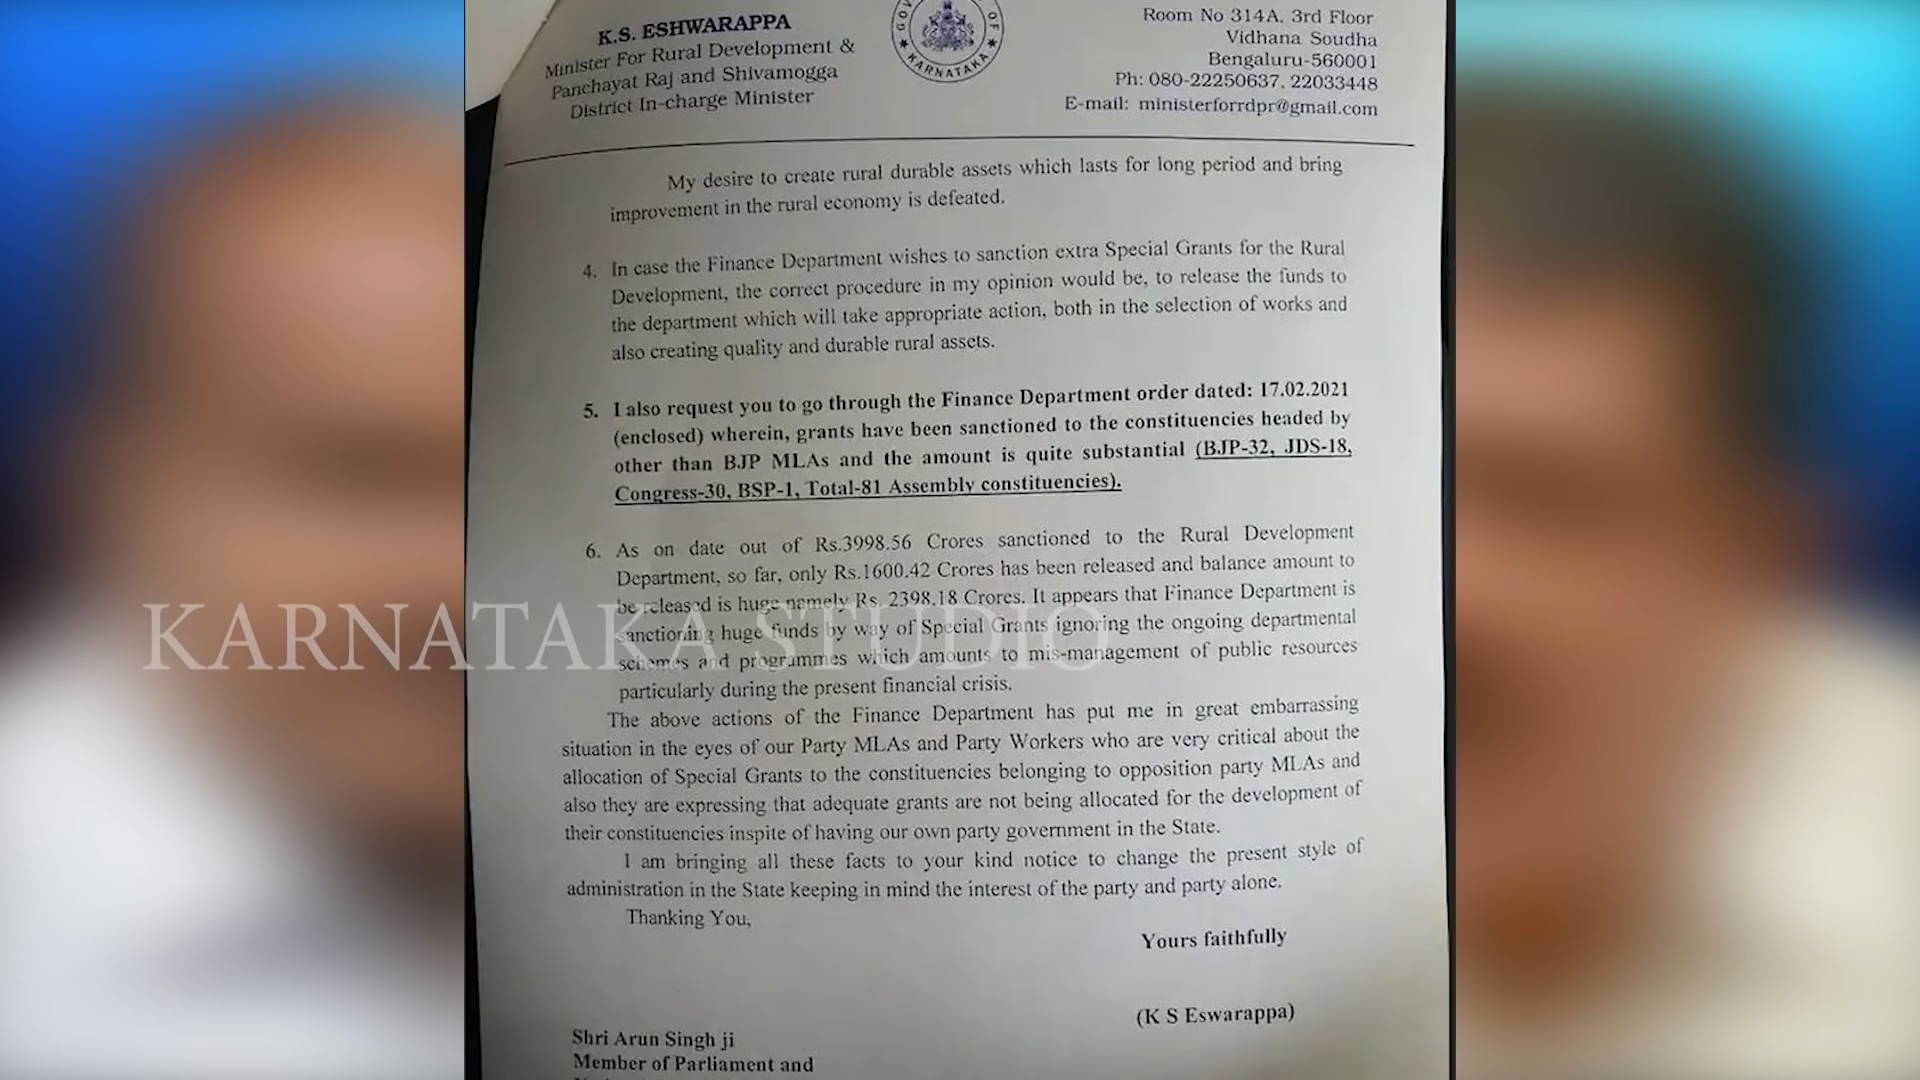 K.S. ESHWARAPPA
Minister For Rural Development &
Panchayat Raj and Shivamogga
District In-charge Minister
GOV OF
KARNATAKA
Room No 314A, 3rd Floor
Vidhana Soudha
Bengaluru-560001
Ph: 080-22250637, 22033448
E-mail: ministerforrdpr@gmail.com
My desire to create rural durable assets which lasts for long period and bring
improvement in the rural economy is defeated.
4. In case the Finance Department wishes to sanction extra Special Grants for the Rural
Development, the correct procedure in my opinion would be, to release the funds to
the department which will take appropriate action, both in the selection of works and
also creating quality and durable rural assets.
5. I also request you to go through the Finance Department order dated: 17.02.2021
(enclosed) wherein, grants have been sanctioned to the constituencies headed by
other than BJP MLAs and the amount is quite substantial (BJP-32, JDS-18,
Congress-30, BSP-1, Total-81 Assembly constituencies).
6. As on date out of Rs.3998.56 Crores sanctioned to the Rural Development
Department, so far, only Rs.1600.42 Crores has been released and balance amount to
be released is huge namely Rs. 2398.18 Crores. It appears that Finance Department is
sanctioning huge funds by way of Special Grants ignoring the ongoing departmental
schemes and programmes which amounts to mis-management of public resources
particularly during the present financial crisis.
The above actions of the Finance Department has put me in great embarrassing
situation in the eyes of our Party MLAs and Party Workers who are very critical about the
allocation of Special Grants to the constituencies belonging to opposition party MLAs and
also they are expressing that adequate grants are not being allocated for the development of
their constituencies inspite of having our own party government in the State.
I am bringing all these facts to your kind notice to change the present style of
administration in the State keeping in mind the interest of the party and party alone.
Thanking You,
Yours faithfully
(K S Eswarappa)
Shri Arun Singh ji
Member of Parliament and
KARNATAKA STUDIO